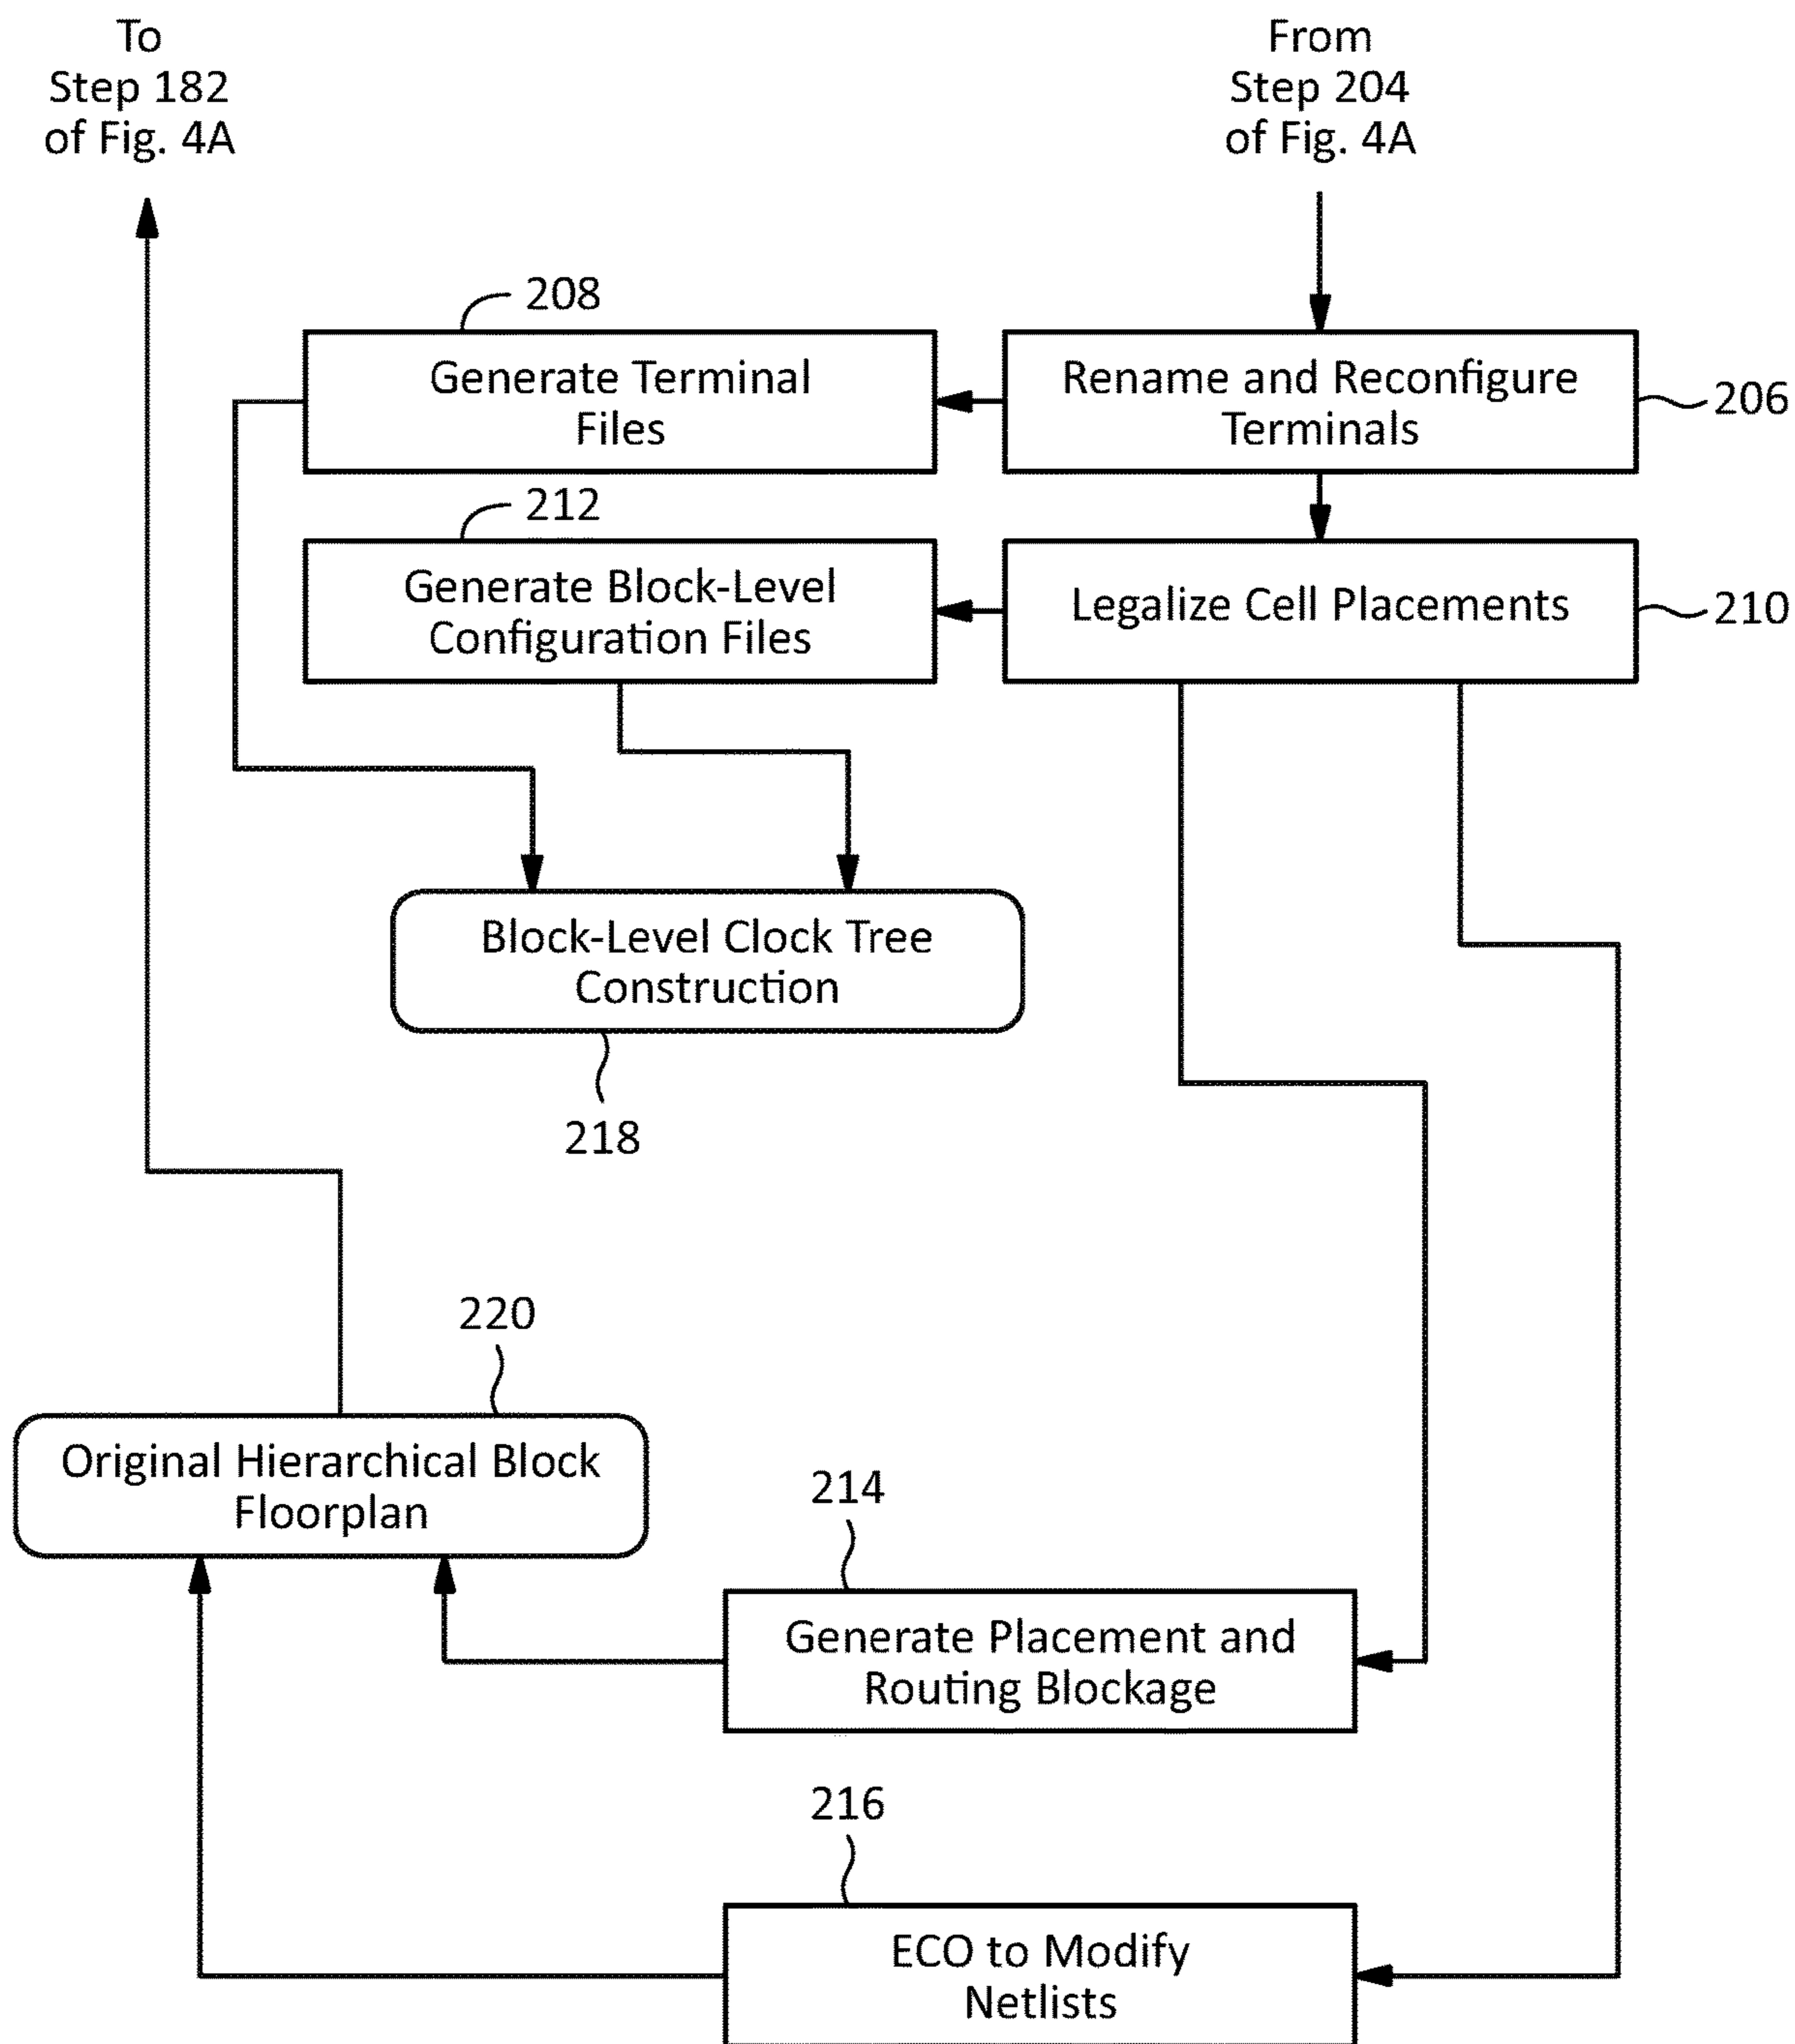 To
Step 182
of Fig. 4A
From
Step 204
of Fig. 4A
208
Generate Terminal
Files
Rename and Reconfigure
Terminals
206
212
Generate Block-Level
Configuration Files
Legalize Cell Placements
210
Block-Level Clock Tree
Construction
218
220
Original Hierarchical Block
Floorplan
214
Generate Placement and
Routing Blockage
216
ECO to Modify
Netlists